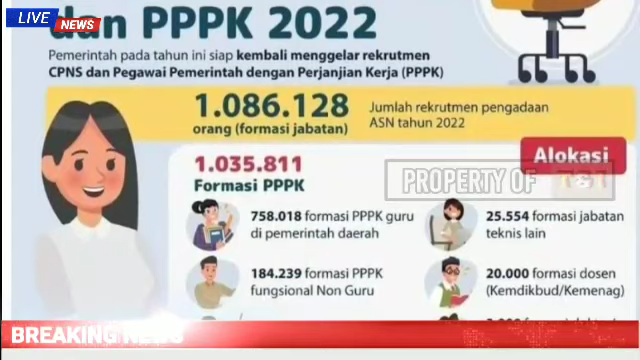 LIVE
NEWS
dan PPPK 2022
Pemerintah pada tahun ini siap kembali menggelar rekrutmen
CPNS dan Pegawai Pemerintah dengan Perjanjian Kerja (PPPK)
1.086.128
orang (formasi jabatan)
Jumlah rekrutmen pengadaan
ASN tahun 2022
Alokasi
1.035.811
Formasi PPPK
PROPERTY OF
758.018 formasi PPPK guru
di pemerintah daerah
25.554 formasi jabatan
teknis lain
184.239 formasi PPPK
fungsional Non Guru
20.000 formasi dosen
(Kemdikbud/Kemenag)
BREAKING NEWS